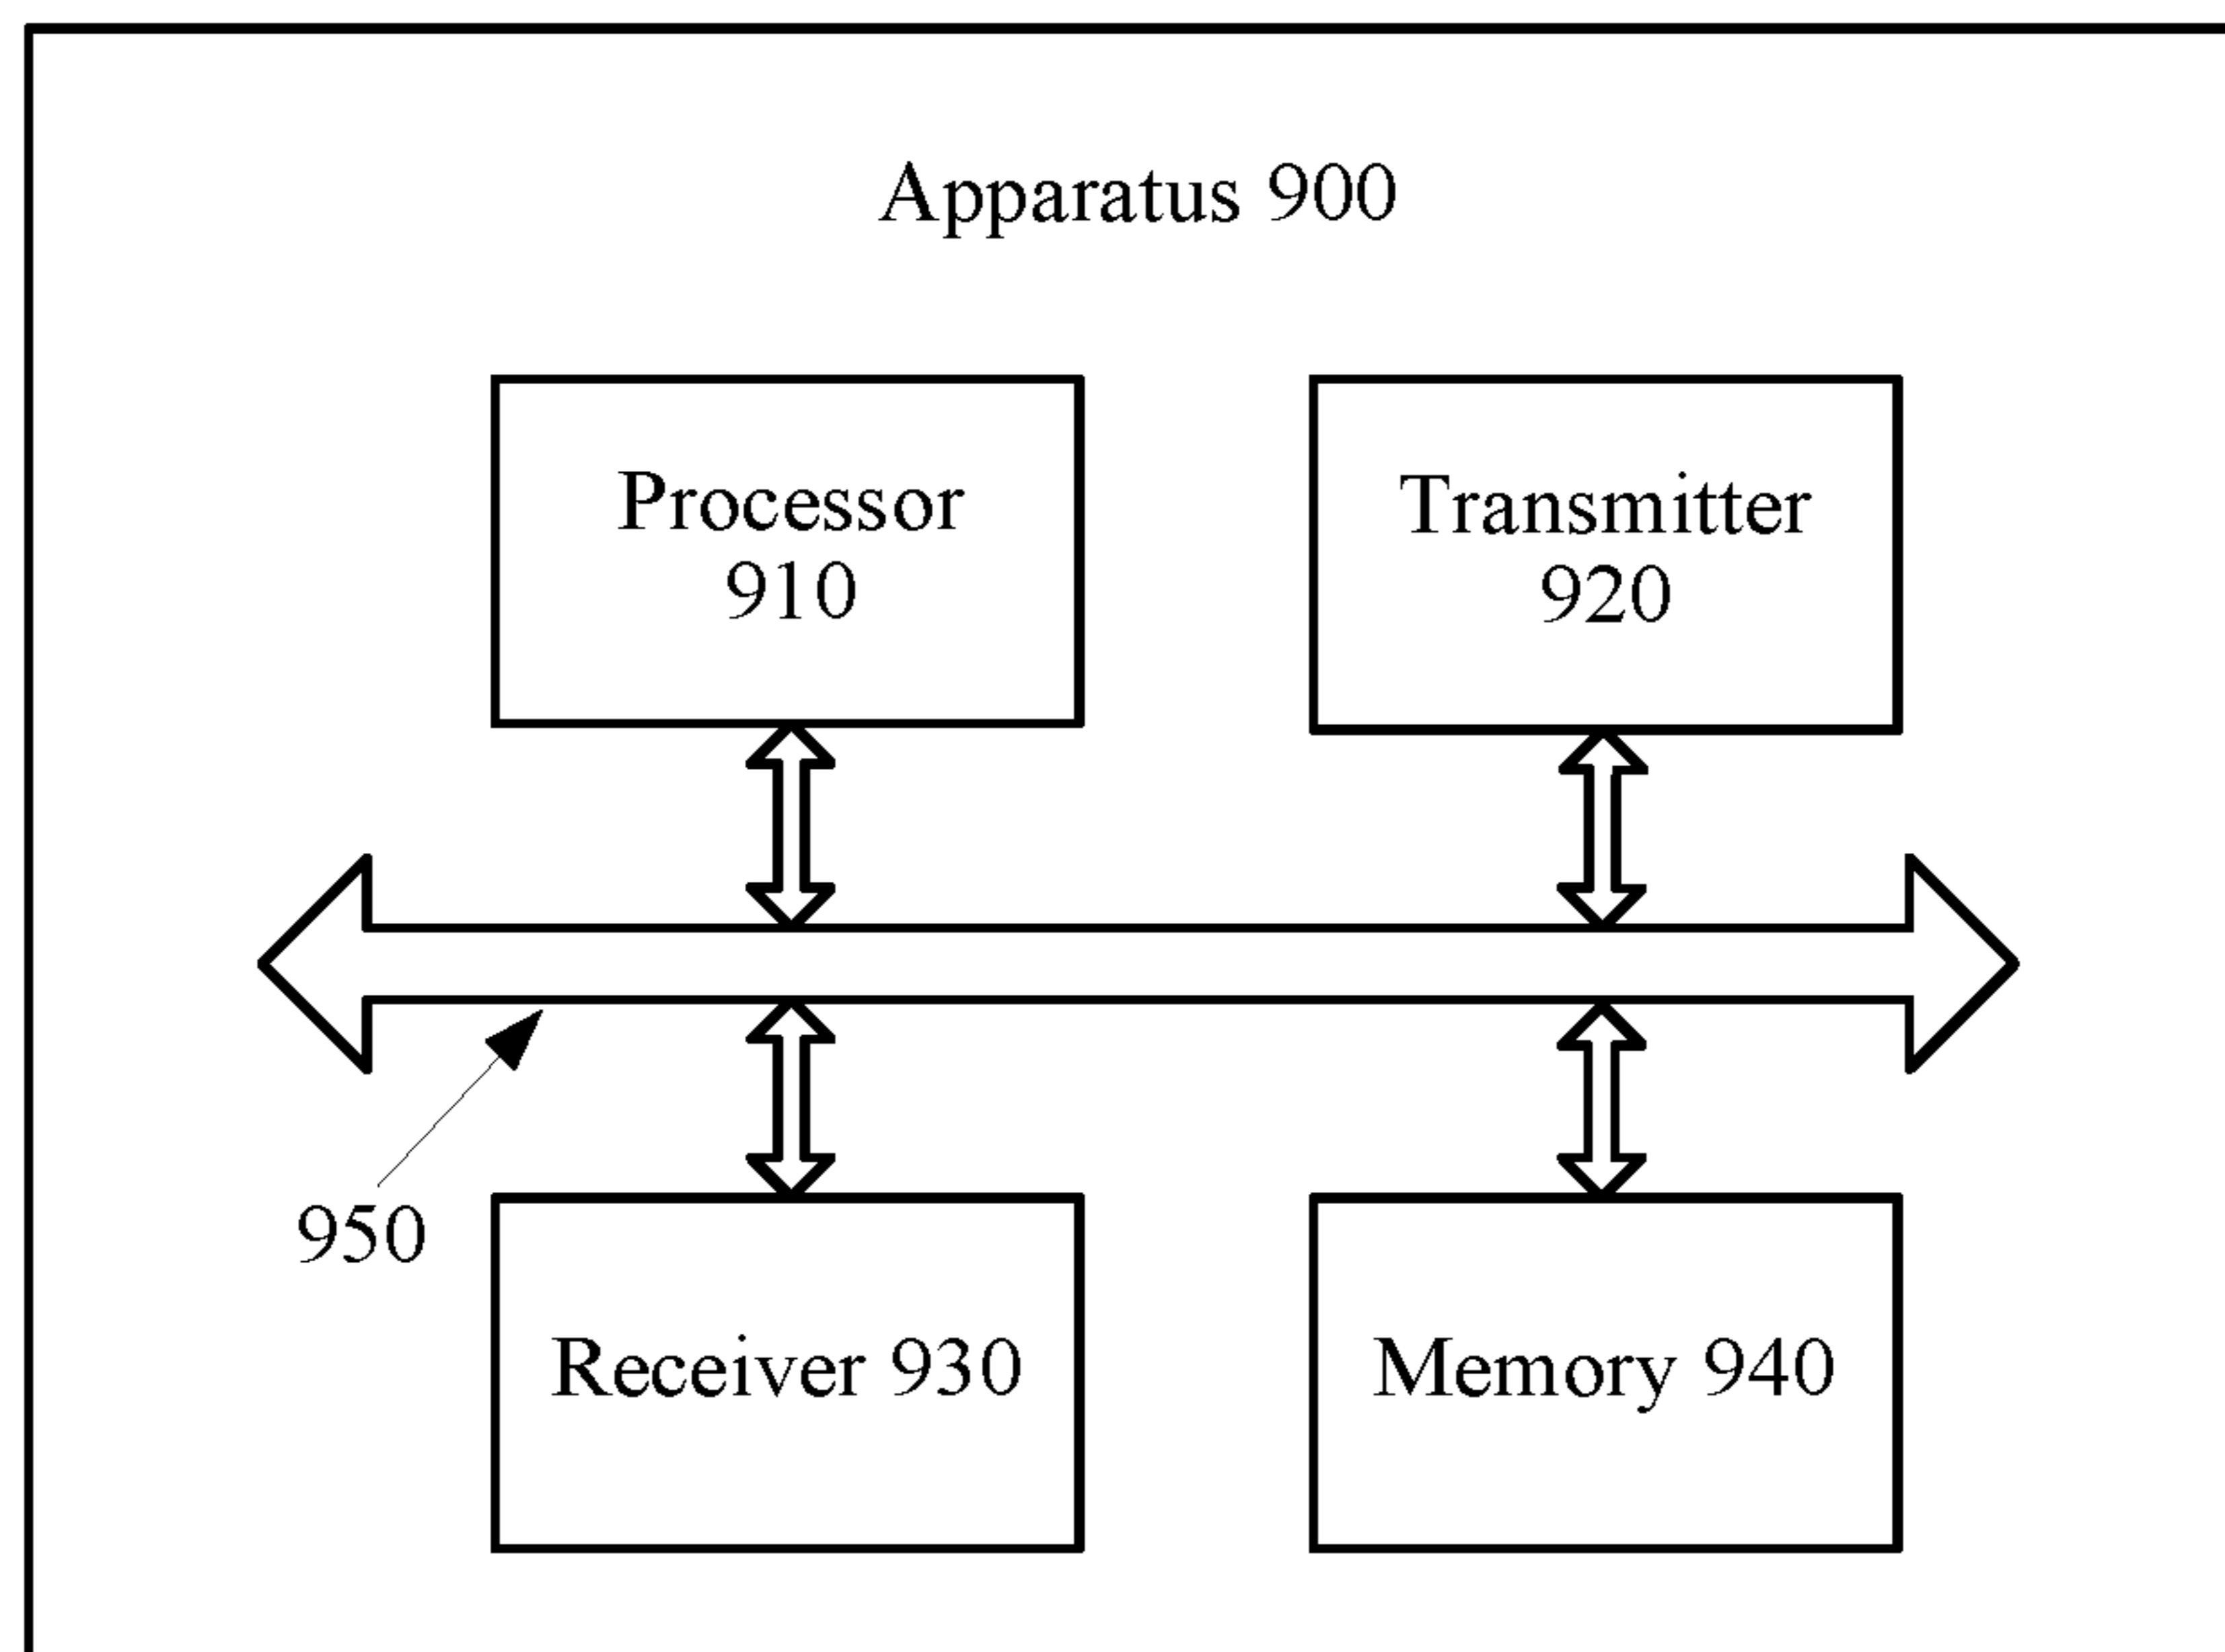 Apparatus 900
Processor
910
Transmitter
920
950
Receiver 930
Memory 940